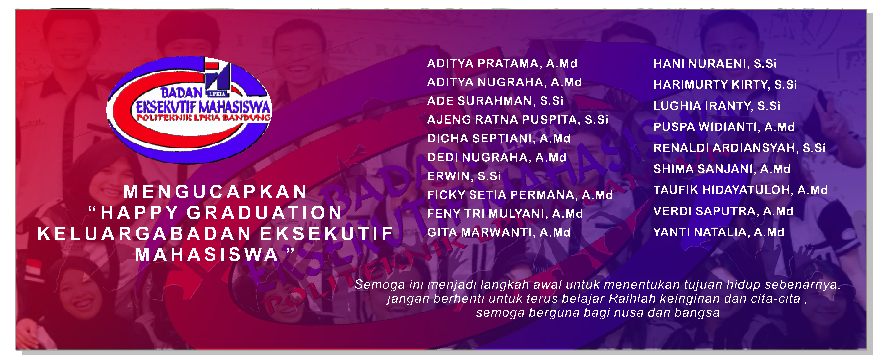 BADAN
LPKIA
EKSEKUTIF MAHASISWA
POLITEKNIK LPKIA BANDUNG
MENGUCAPKAN
“HAPPY GRADUATION
KELUARGABADAN EKSEKUTIF
MAHASISWA ”
ADITYA PRATAMA, A.Md
ADITYA NUGRAHA, A.Md
ADE SURAHMAN, S.Si
AJENG RATNA PUSPITA, S.Si
DICHA SEPTIANI, A.Md
DEDI NUGRAHA, A.Md
ERWIN, S.Si
FICKY SETIA PERMANA, A.Md
FENY TRI MULYANI, A.Md
GITA MARWANTI, A.Md
HANI NURAENI, S.Si
HARIMURTY KIRTY, S.Si
LUGHIA IRANTY, S.Si
PUSPA WIDIANTI, A.Md
RENALDI ARDIANSYAH, S.Si
SHIMA SANJANI, A.Md
TAUFIK HIDAYATULOH, A.Md
VERDI SAPUTRA, A.Md
YANTI NATALIA, A.Md
Semoga ini menjadi langkah awal untuk menentukan tujuan hidup sebenarnya.
jangan berhenti untuk terus belajar Raihlah keinginan dan cita-cita ,
semoga berguna bagi nusa dan bangsa
BADAN
EKSEKUTIF MAHASISWA
POLITEKNIK